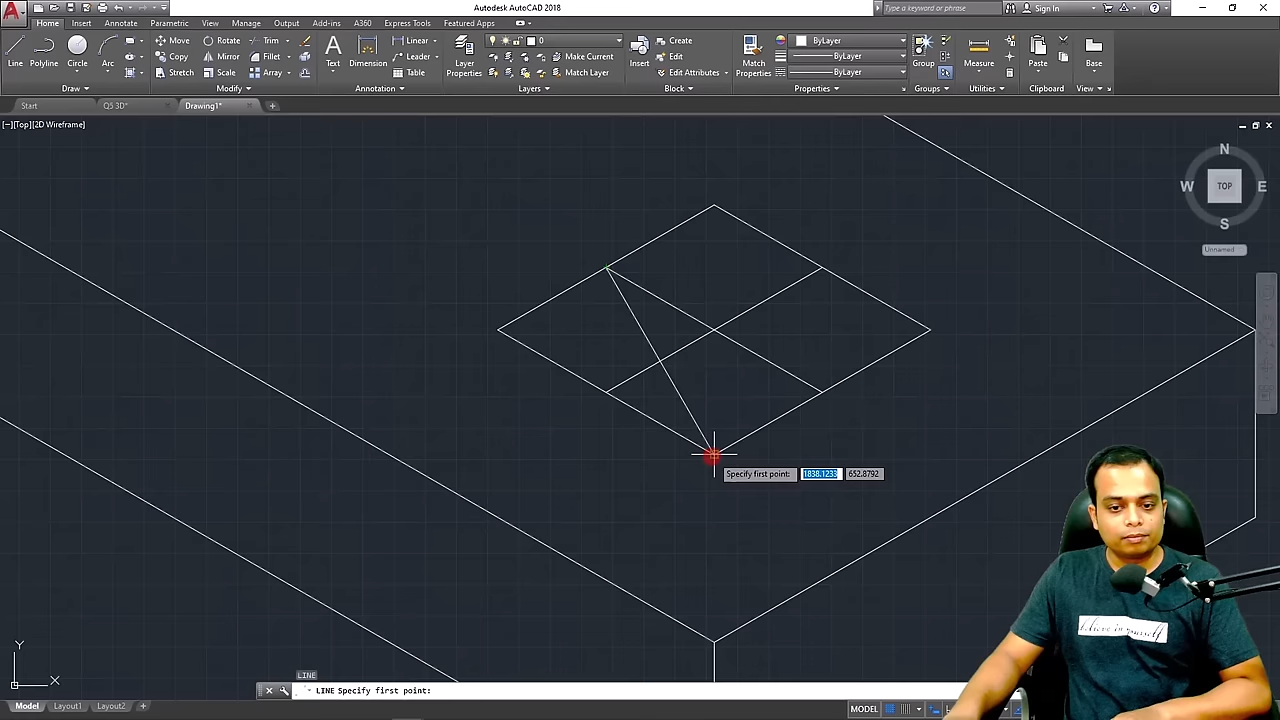 Autodesk AutoCAD 2018
Type a keyword or phrase
Sign In
Home
Insert
Annotate
Parametric
View
Manage
Output
Add-ins
A360
Express Tools
Featured Apps
Line
Polyline
Circle
Arc
Move
Copy
Stretch
Rotate
Mirror
Scale
Trim
Fillet
Array
Text
Dimension
Linear
Leader
Table
Layer
Properties
0
Make Current
Match Layer
Insert
Create
Edit
Edit Attributes
Match
Properties
ByLayer
ByLayer
ByLayer
Group
Measure
Paste
Base
Draw
Modify
Annotation
Layers
Block
Properties
Groups
Utilities
Clipboard
View
Start
Q5 3D*
Drawing1*
[−][Top][2D Wireframe]
N
W
TOP
E
S
Unnamed
Specify first point:
1838.1233
652.8792
believe in yourself
Y
X
LINE
LINE Specify first point:
Model
Layout1
Layout2
MODEL